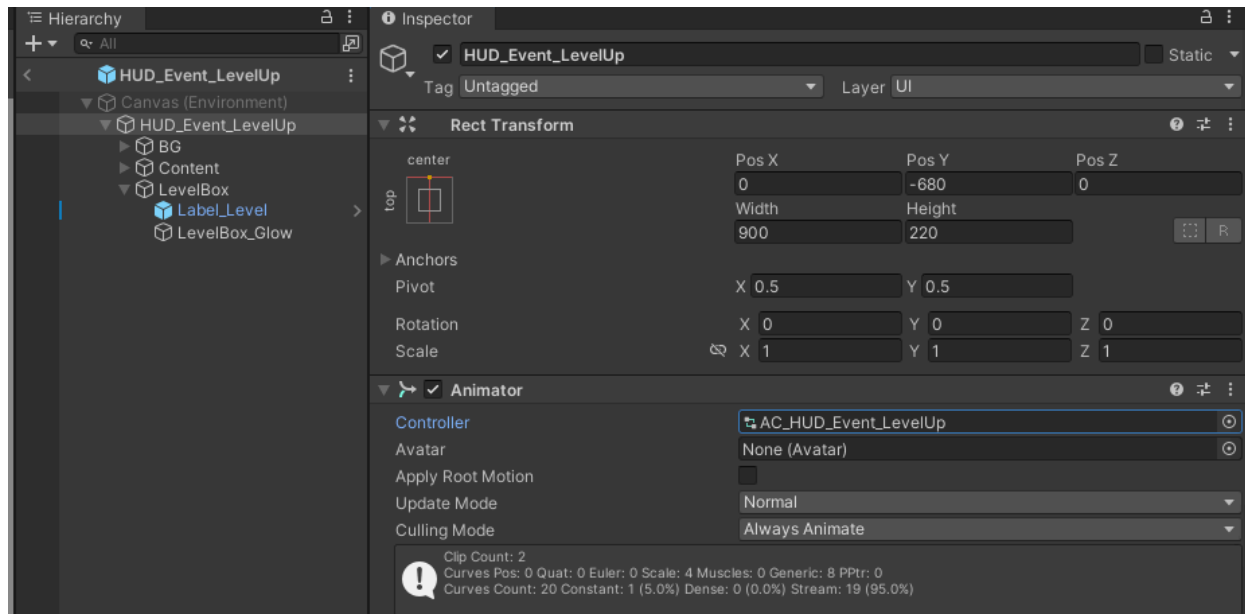 Hierarchy
All
HUD_Event_LevelUp
Canvas (Environment)
HUD_Event_LevelUp
BG
Content
LevelBox
Label_Level
LevelBox_Glow
Inspector
HUD_Event_LevelUp Static
Tag Untagged Layer UI
Rect Transform
center Pos X Pos Y Pos Z
top 0 -680 0
Width Height
900 220 R
Anchors
Pivot X 0.5 Y 0.5
Rotation X 0 Y 0 Z 0
Scale X 1 Y 1 Z 1
Animator
Controller AC_HUD_Event_LevelUp
Avatar None (Avatar)
Apply Root Motion
Update Mode Normal
Culling Mode Always Animate
Clip Count: 2
Curves Pos: 0 Quat: 0 Euler: 0 Scale: 4 Muscles: 0 Generic: 8 PPtr: 0
Curves Count: 20 Constant: 1 (5.0%) Dense: 0 (0.0%) Stream: 19 (95.0%)